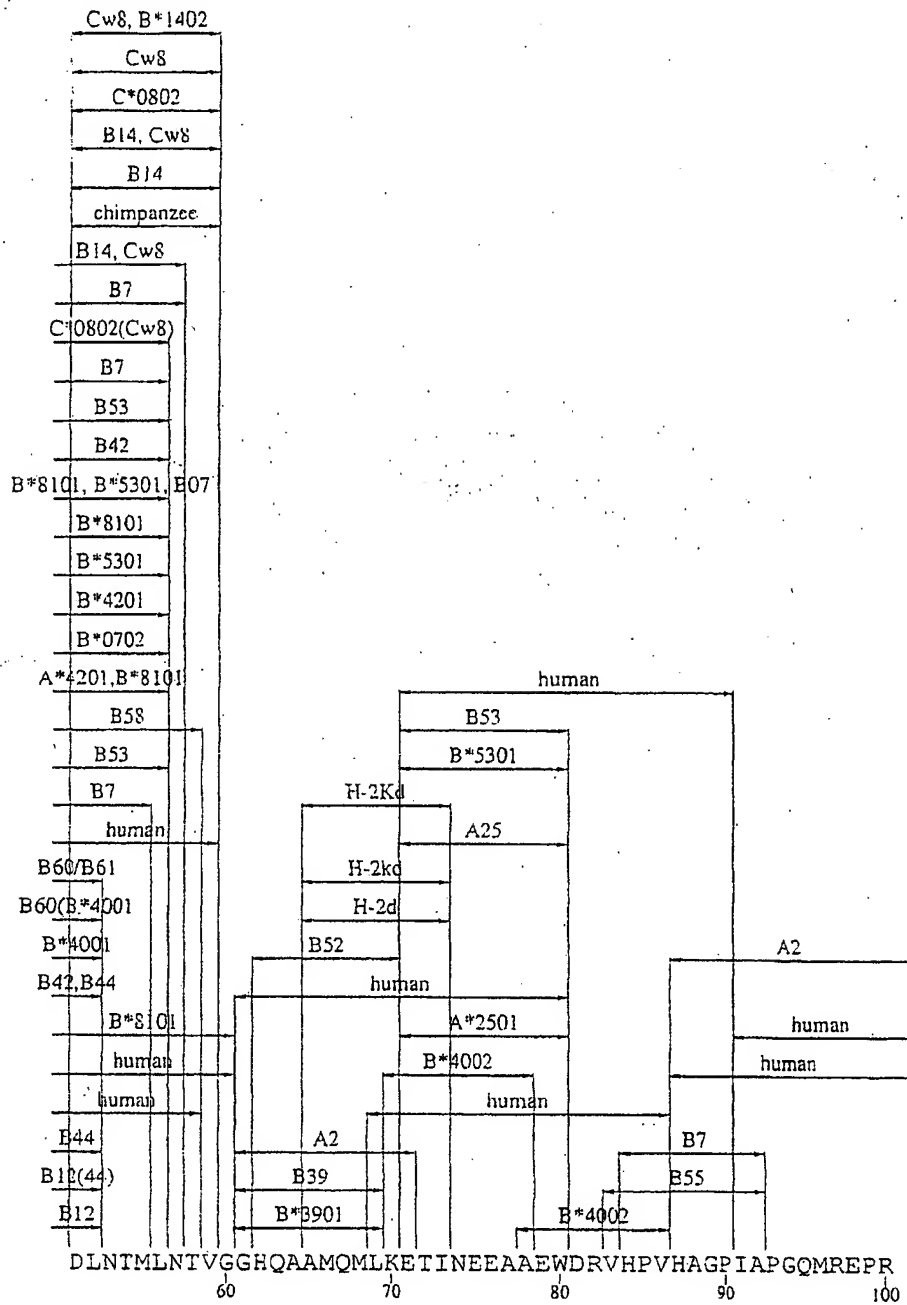 Cw8, B*1402
Cw8
C*0802
B14, Cw8
B14
chimpanzee
B14, Cw8
B7
C*0802(Cw8)
B7
B53
B42
B*8101, B*5301, B07
B*8101
B*5301
B*4201
B*0702
A*4201,B*8101
human
B58
B53
B53
B*5301
B7
H-2Kd
human
A25
B60/B61
H-2kd
B60(B*4001
H-2d
B*4001
B52
A2
B42,B44
human
B*8101
A*2501
human
human
B*4002
human
human
human
B44
A2
B7
B12(44)
B39
B55
B12
B*3901
B*4002
DLNTMLNTVGGHQAAMQMLKETINEEAAEWDRVHPVHAGPIAPGQMREPR
60 70 80 90 100